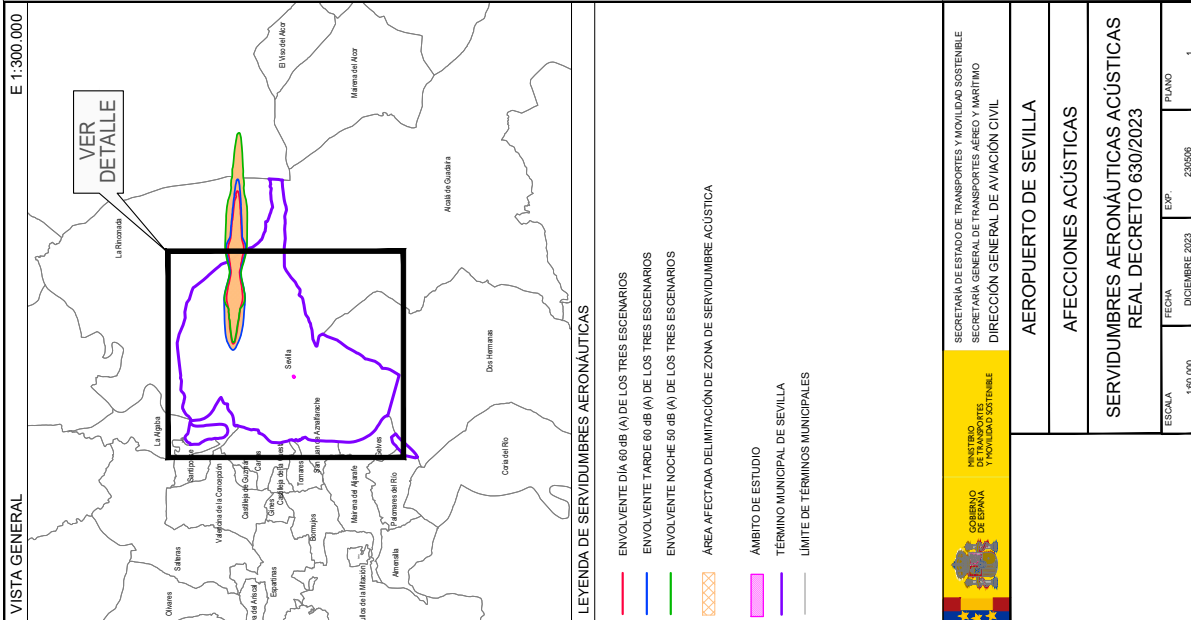 VISTA GENERAL
E 1:300.000
VER
DETALLE
El Viso del Alcor
Mairena del Alcor
La Rinconada
Alcalá de Guadaíra
La Algaba
Sevilla
Dos Hermanas
Santiponce
Valencina de la Concepción
Castilleja de Guzmán
Camas
Gines
Castilleja de la Cuesta
Tomares
San Juan de Aznalfarache
Bormujos
Mairena del Aljarafe
Gelves
Palomares del Río
Coria del Río
Almensilla
Salteras
Olivares
Espartinas
LEYENDA DE SERVIDUMBRES AERONÁUTICAS
ENVOLVENTE DÍA 60 dB (A) DE LOS TRES ESCENARIOS
ENVOLVENTE TARDE 60 dB (A) DE LOS TRES ESCENARIOS
ENVOLVENTE NOCHE 50 dB (A) DE LOS TRES ESCENARIOS
ÁREA AFECTADA DELIMITACIÓN DE ZONA DE SERVIDUMBRE ACÚSTICA
ÁMBITO DE ESTUDIO
TÉRMINO MUNICIPAL DE SEVILLA
LÍMITE DE TÉRMINOS MUNICIPALES
GOBIERNO
DE ESPAÑA
MINISTERIO
DE TRANSPORTES
Y MOVILIDAD SOSTENIBLE
SECRETARÍA DE ESTADO DE TRANSPORTES Y MOVILIDAD SOSTENIBLE
SECRETARÍA GENERAL DE TRANSPORTES AÉREO Y MARÍTIMO
DIRECCIÓN GENERAL DE AVIACIÓN CIVIL
AEROPUERTO DE SEVILLA
AFECCIONES ACÚSTICAS
SERVIDUMBRES AERONÁUTICAS ACÚSTICAS
REAL DECRETO 630/2023
ESCALA
1:60.000
FECHA
DICIEMBRE 2023
EXP.
230506
PLANO
1